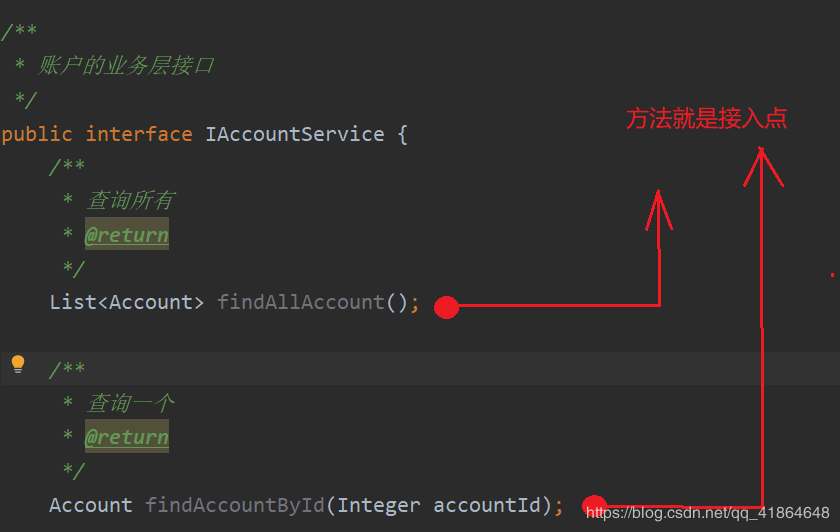 /**
* 账户的业务层接口
*/
public interface IAccountService {
方法就是接入点
/**
* 查询所有
* @return
*/
List<Account> findAllAccount();
/**
* 查询一个
* @return
*/
Account findAccountById(Integer accountId);
https://blog.csdn.net/qq_41864648